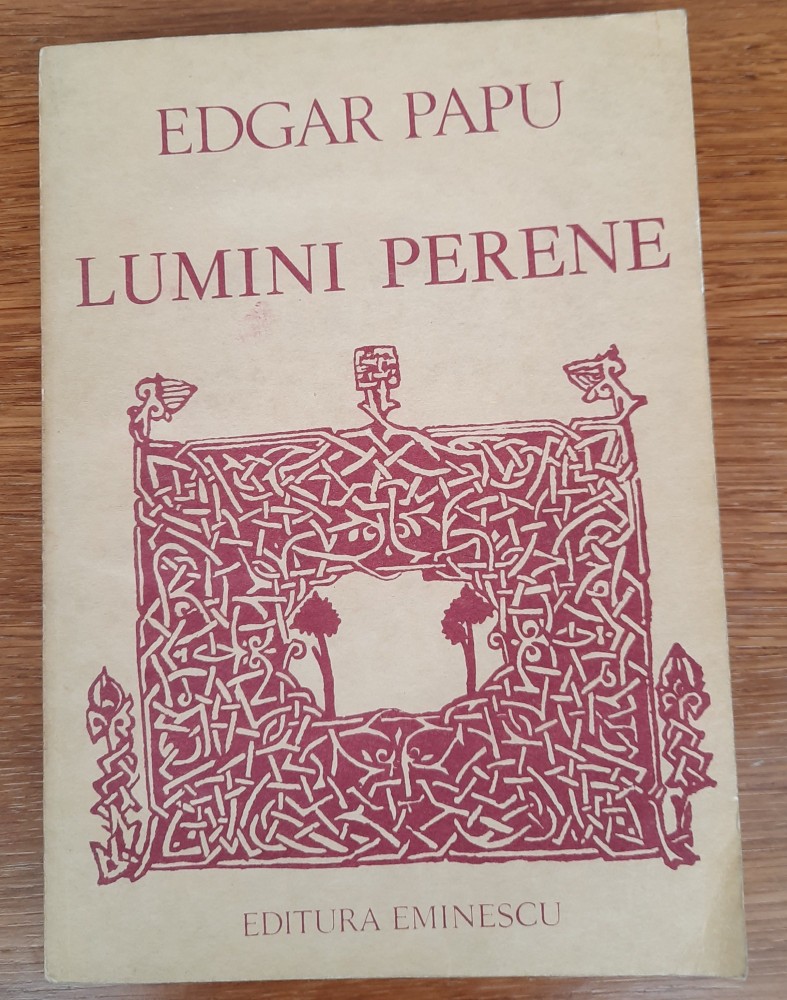 EDGAR PAPU
LUMINI PERENE
EDITURA EMINESCU